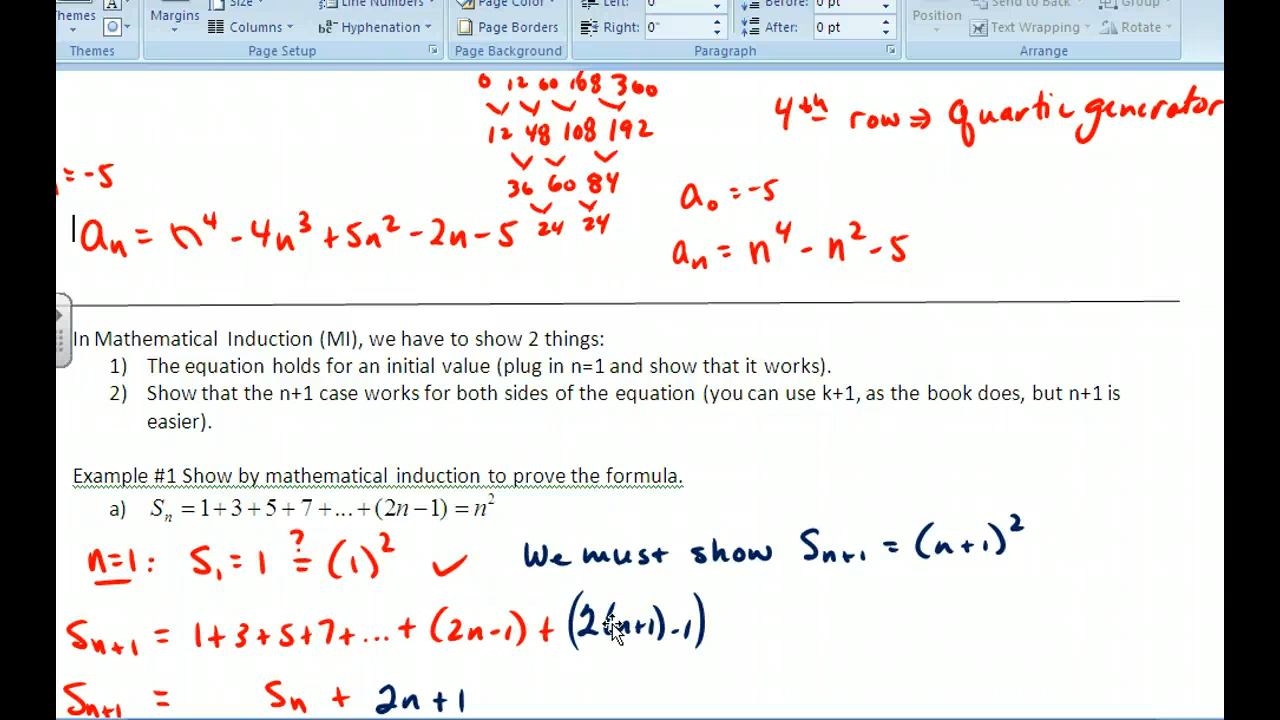 Themes Margins Size Line Numbers Page Color Left: 0 Before: 0 pt Send to Back Group
Columns Hyphenation Page Borders Right: 0" After: 0 pt Position Text Wrapping Rotate
Themes Page Setup Page Background Paragraph Arrange
0 12 60 168 360
12 48 108 192
4th row ⇒ quartic generator
= -5
36 60 84
a₀ = -5
aₙ = n⁴ - 4n³ + 5n² - 2n - 5
24 24
aₙ = n⁴ - n² - 5
In Mathematical Induction (MI), we have to show 2 things:
1) The equation holds for an initial value (plug in n=1 and show that it works).
2) Show that the n+1 case works for both sides of the equation (you can use k+1, as the book does, but n+1 is
easier).
Example #1 Show by mathematical induction to prove the formula.
a) Sₙ = 1+3+5+7+...+(2n−1) = n²
n=1: S₁ = 1 ≟ (1)² ✓ We must show Sₙ₊₁ = (n+1)²
Sₙ₊₁ = 1+3+5+7+...+(2n-1)+(2(n+1)-1)
Sₙ₊₁ = Sₙ + 2n+1